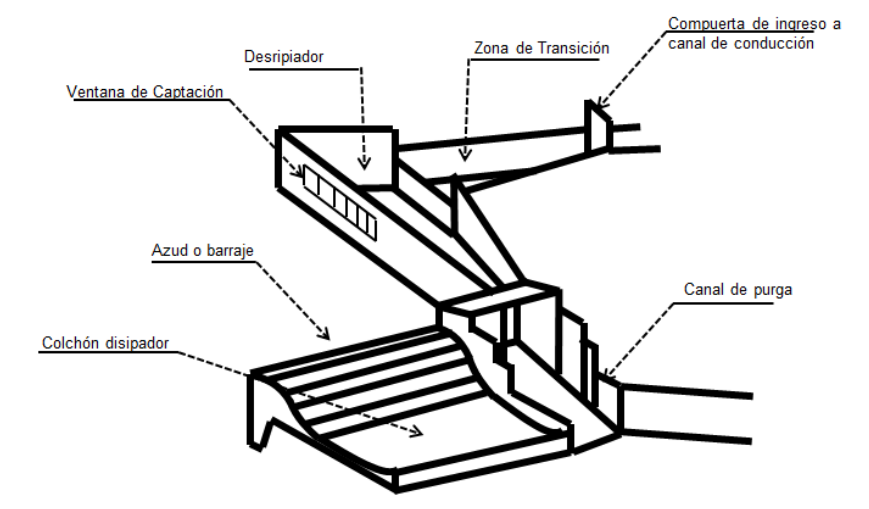 Compuerta de ingreso a
canal de conducción
Zona de Transición
Desripiador
Ventana de Captación
Azud o barraje
Canal de purga
Colchón disipador